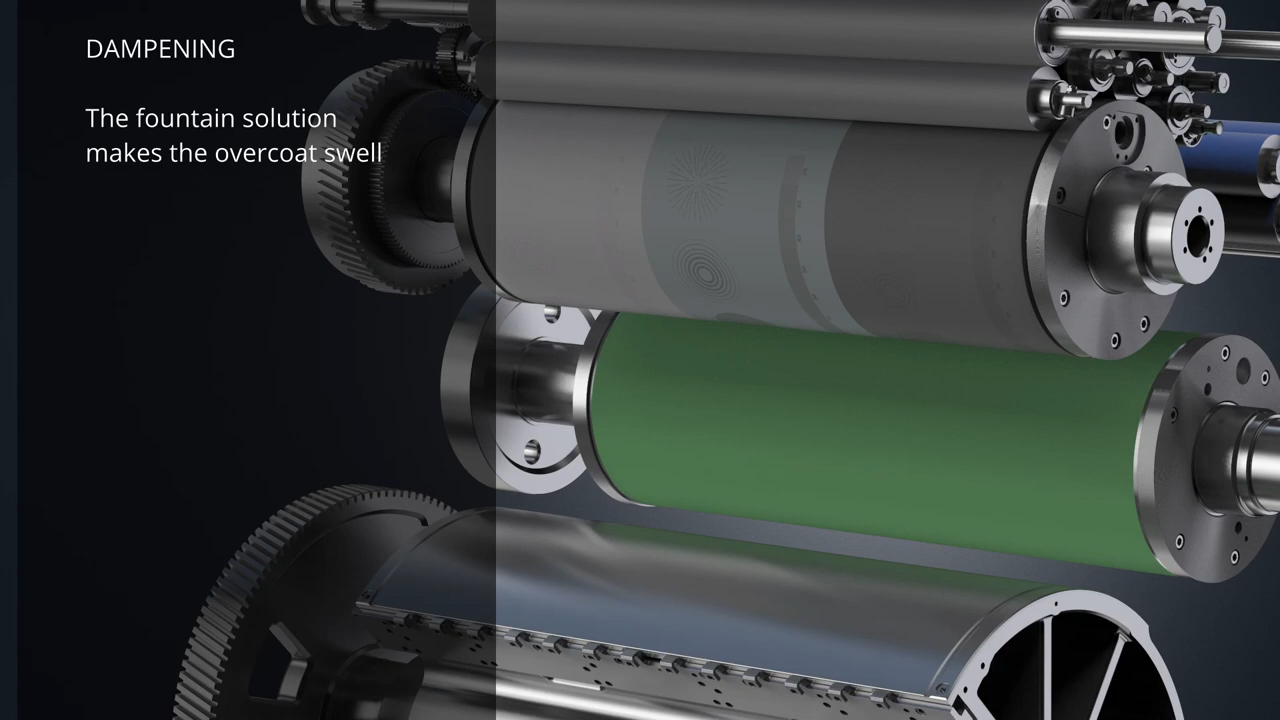 DAMPENING
The fountain solution
makes the overcoat swell